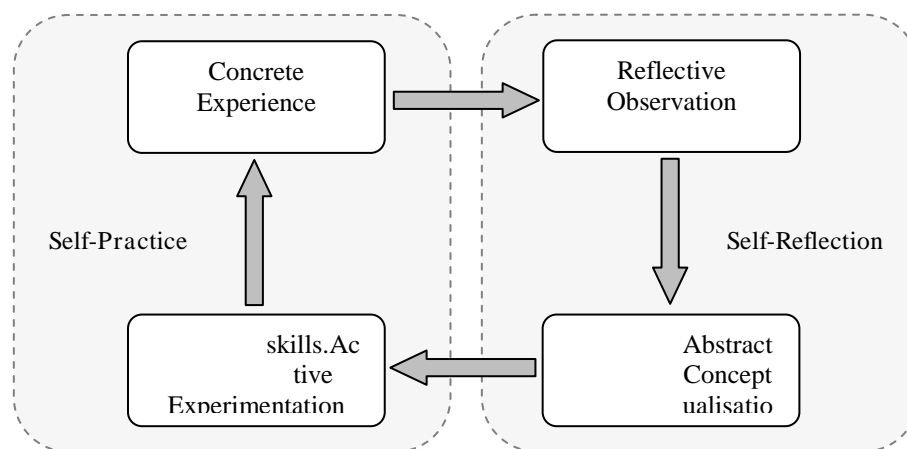 Concrete
Experience
Reflective
Observation
Self-Practice
Self-Reflection
skills.Ac
tive
Experimentation
Abstract
Concept
ualisatio